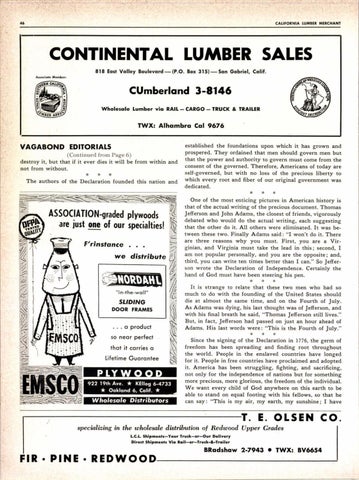 46
CALIFORNIA LUMBER MERCHANT
CONTINENTAL LUMBER SALES
818 East Valley Boulevard — (P.O. Box 315) — San Gabriel, Calif.
Associate Member:
CUmberland 3-8146
Wholesale Lumber via RAIL — CARGO — TRUCK & TRAILER
TWX: Alhambra Cal 9676
VAGABOND EDITORIALS
(Continued from Page 6)
destroy it, but that if it ever dies it will be from within and
not from without.
* * *
The authors of the Declaration founded this nation and
established the foundations upon which it has grown and
prospered. They ordained that men should govern men but
that the power and authority to govern must come from the
consent of the governed. Therefore, Americans of today are
self-governed, but with no loss of the precious liberty to
which every root and fiber of our original government was
dedicated.
* * *
One of the most enticing pictures in American history is
that of the actual writing of the precious document. Thomas
Jefferson and John Adams, the closest of friends, vigorously
debated who would do the actual writing, each suggesting
that the other do it. All others were eliminated. It was be-
tween these two. Finally Adams said: "I won't do it. There
are three reasons why you must. First, you are a Vir-
ginian, and Virginia must take the lead in this; second, I
am not popular personally, and you are the opposite; and,
third, you can write ten times better than I can." So Jeffer-
son wrote the Declaration of Independence. Certainly the
hand of God must have been steering his pen.
* * *
It is strange to relate that these two men who had so
much to do with the founding of the United States should
die at almost the same time, and on the Fourth of July.
As Adams was dying, his last thought was of Jefferson, and
with his final breath he said, "Thomas Jefferson still lives."
But, in fact, Jefferson had passed on just an hour ahead of
Adams. His last words were: "This is the Fourth of July."
* * *
Since the signing of the Declaration in 1776, the germ of
freedom has been spreading and finding root throughout
the world. People in the enslaved countries have longed
for it. People in free countries have proclaimed and adopted
it. America has been struggling, fighting, and sacrificing,
not only for the independence of nations but for something
more precious, more glorious, the freedom of the individual.
We want every child of God anywhere on this earth to be
able to stand on equal footing with his fellows, so that he
can say: "This is my air, my earth, my sunshine; I have
ASSOCIATION-graded plywoods
are just one of our specialties!
DFPA
F'rinstance . . .
we distribute
NORDAHL
"in-the-wall"
SLIDING
DOOR FRAMES
. . . a product
so near perfect
that it carries a
Lifetime Guarantee
EMSCO
EMSCO
PLYWOOD
922 19th Ave. ★ KEllog 6-4733
★ Oakland 6, Calif. ★
Wholesale Distributors
T. E. OLSEN CO.
specializing in the wholesale distribution of Redwood Upper Grades
L.C.L. Shipments—Your Truck—or—Our Delivery
Direct Shipments Via Rail—or—Truck-&-Trailer
FIR • PINE • REDWOOD
BRadshaw 2-7943 • TWX: BV6654